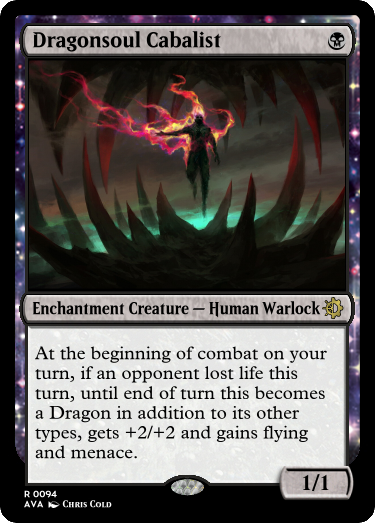 Dragonsoul Cabalist
Enchantment Creature — Human Warlock
At the beginning of combat on your
turn, if an opponent lost life this
turn, until end of turn this becomes
a Dragon in addition to its other
types, gets +2/+2 and gains flying
and menace.
1/1
R 0094
AVA Chris Cold